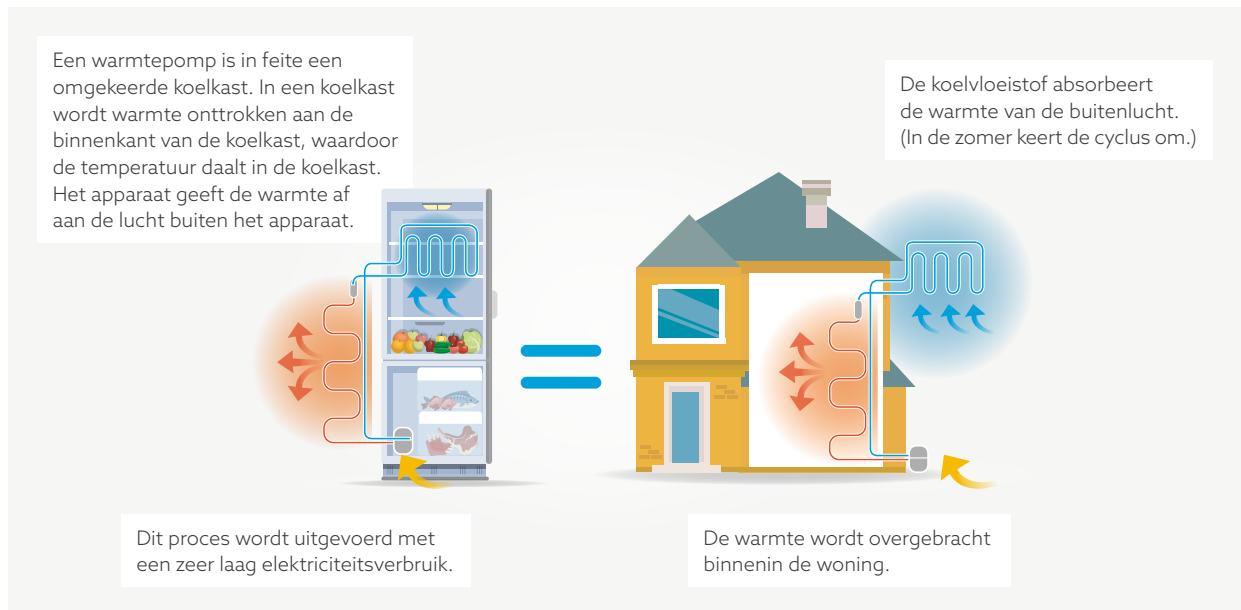 Een warmtepomp is in feite een
omgekeerde koelkast. In een koelkast
wordt warmte onttrokken aan de
binnenkant van de koelkast, waardoor
de temperatuur daalt in de koelkast.
Het apparaat geeft de warmte af
aan de lucht buiten het apparaat.
De koelvloeistof absorbeert
de warmte van de buitenlucht.
(In de zomer keert de cyclus om.)
Dit proces wordt uitgevoerd met
een zeer laag elektriciteitsverbruik.
De warmte wordt overgebracht
binnenin de woning.